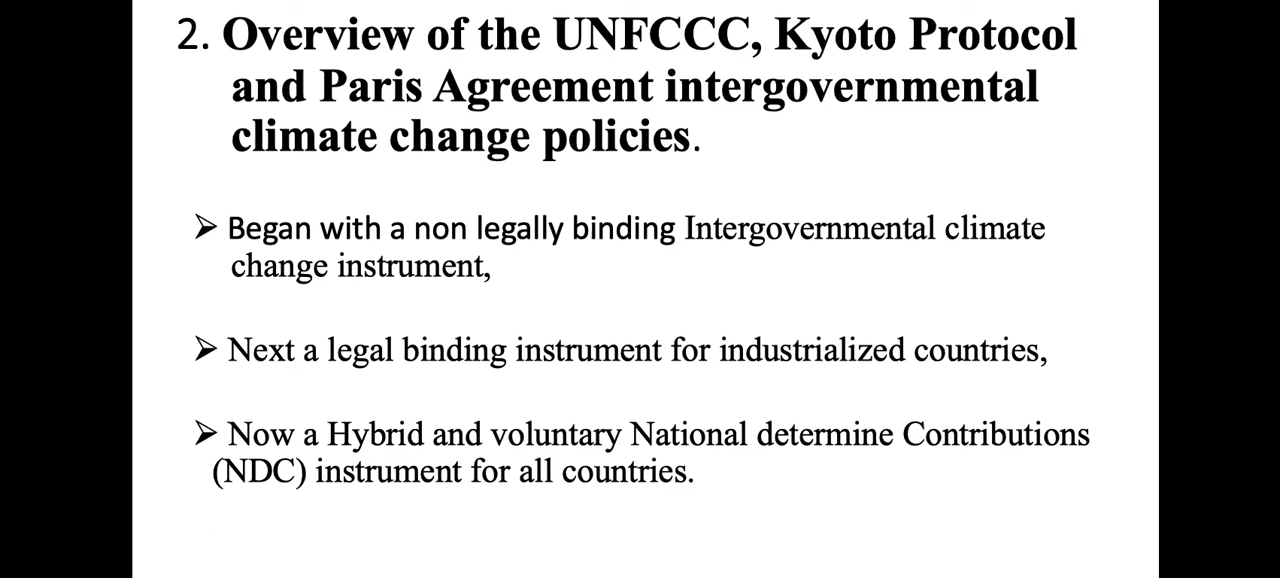 2. Overview of the UNFCCC, Kyoto Protocol
and Paris Agreement intergovernmental
climate change policies.
➢ Began with a non legally binding Intergovernmental climate
change instrument,
➢ Next a legal binding instrument for industrialized countries,
➢ Now a Hybrid and voluntary National determine Contributions
(NDC) instrument for all countries.